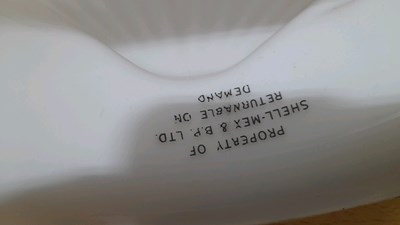 PROPERTY OF
SHELL-MEX & B.P. LTD.
RETURNABLE ON
DEMAND